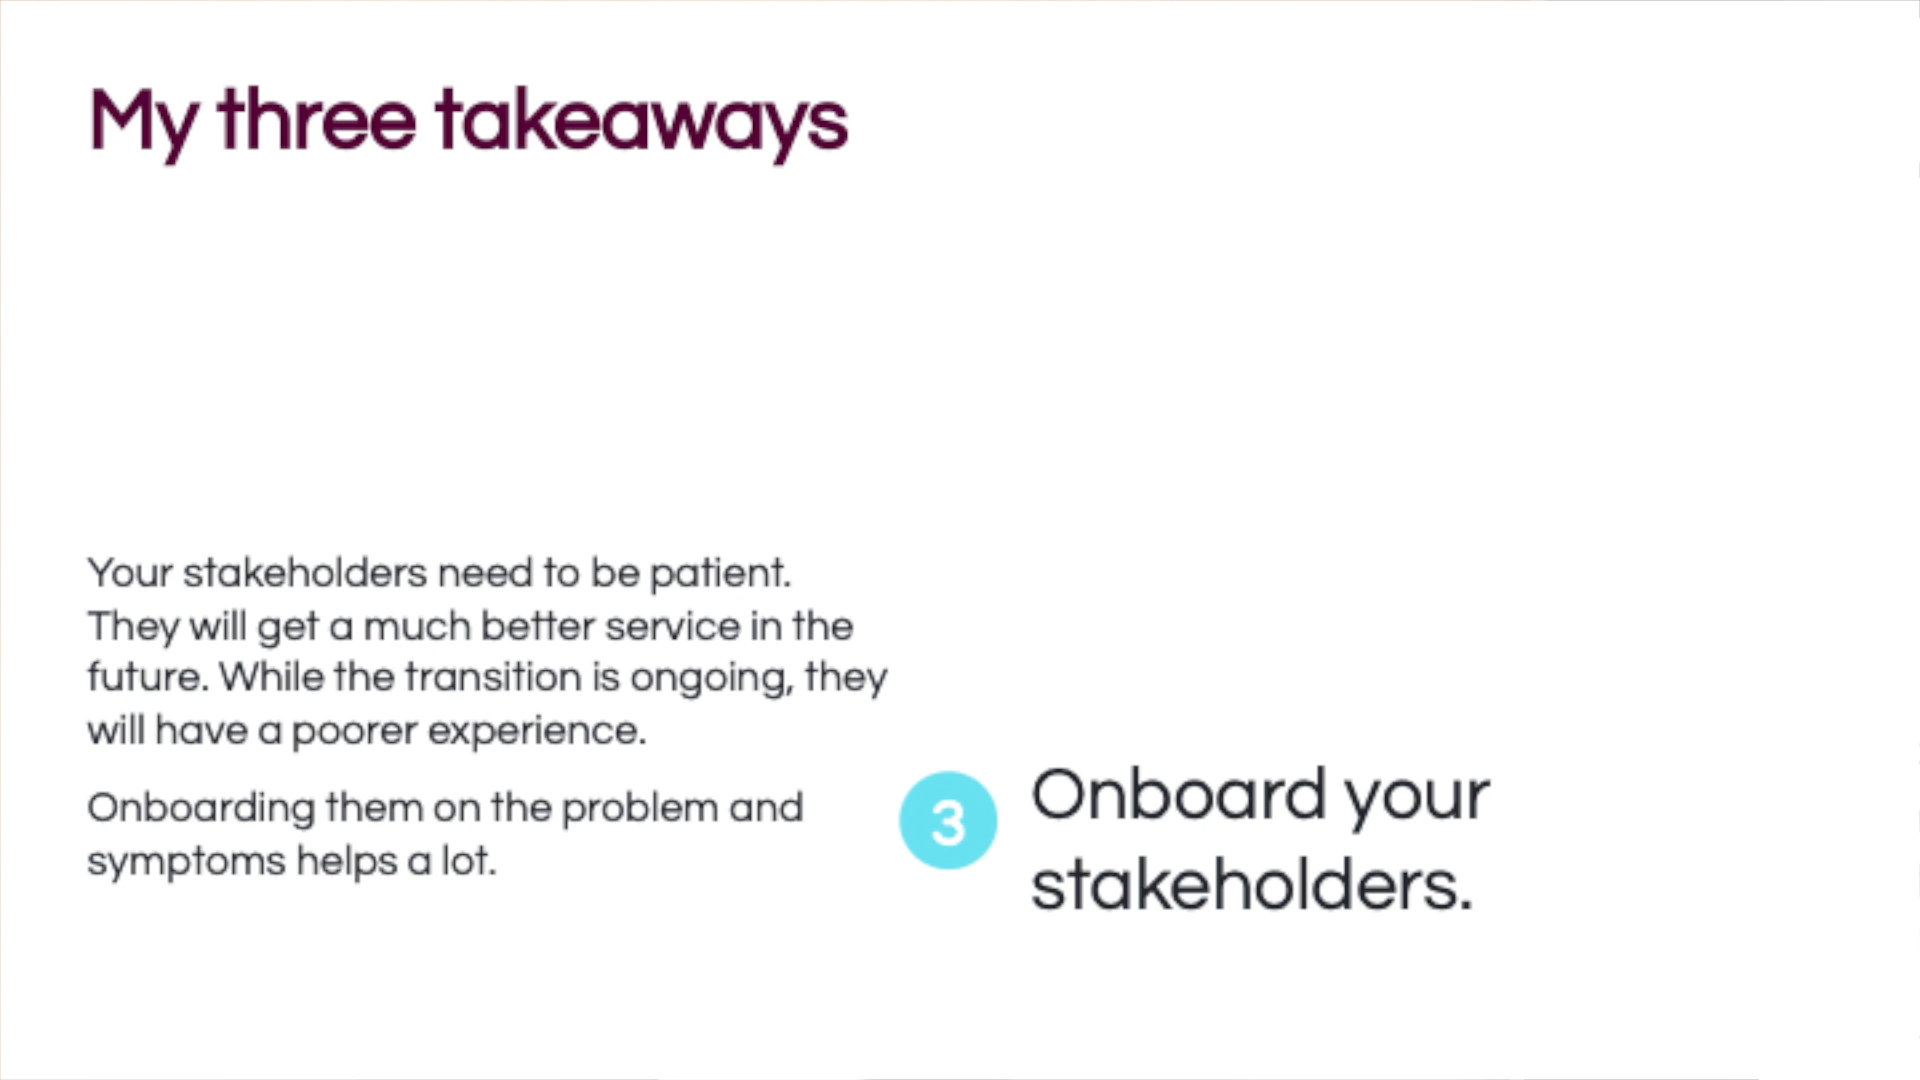 My three takeaways
Your stakeholders need to be patient.
They will get a much better service in the
future. While the transition is ongoing, they
will have a poorer experience.
Onboarding them on the problem and
symptoms helps a lot.
3
Onboard your
stakeholders.